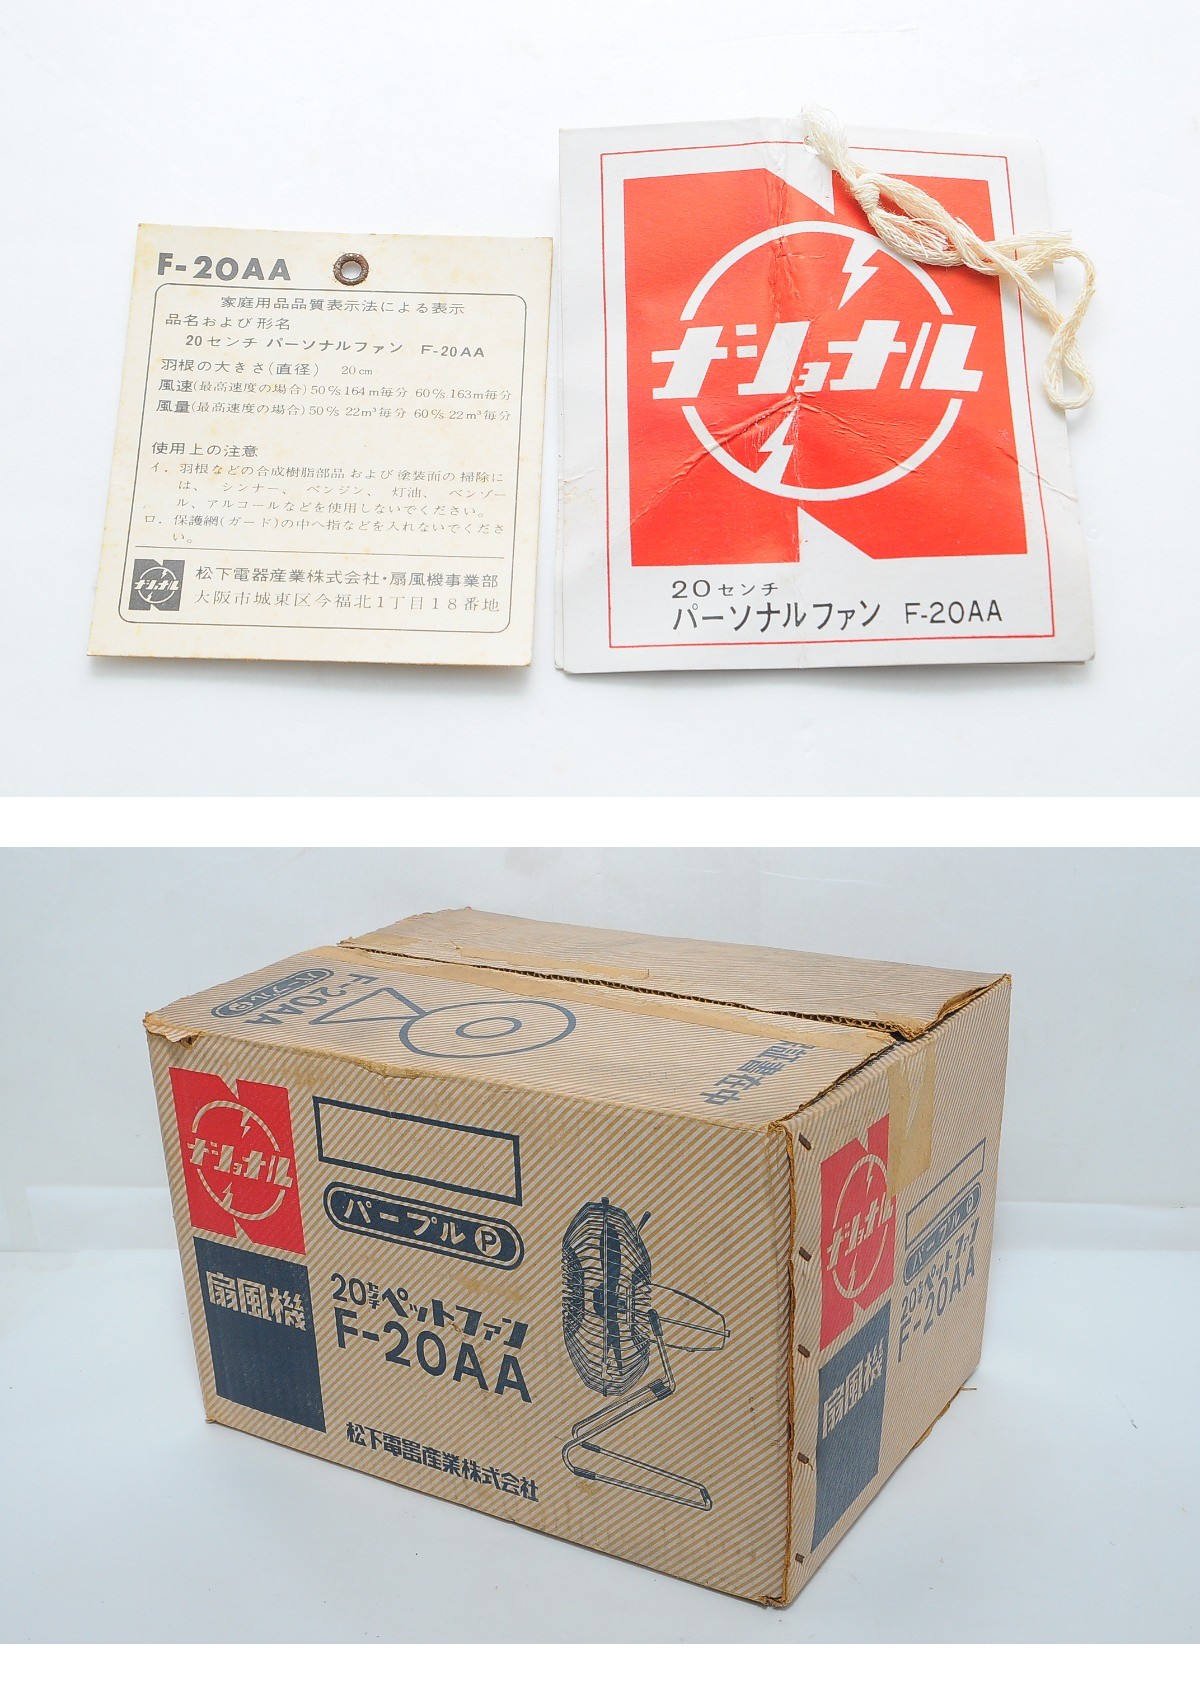 F-20AA
家庭用品品質表示法による表示
品名および形名
20センチ パーソナルファン F-20AA
羽根の大きさ(直径) 20cm
風速(最高速度の場合)50%164m毎分 60%163m毎分
風量(最高速度の場合)50%22m³毎分 60%22m³毎分
使用上の注意
イ. 羽根などの合成樹脂部品および塗装面の掃除に
は、シンナー、ベンジン、灯油、ベンゾー
ル、アルコールなどを使用しないでください。
ロ. 保護網(ガード)の中へ指などを入れないでくださ
い。
ナショナル
松下電器産業株式会社・扇風機事業部
大阪市城東区今福北1丁目18番地
ナショナル
20センチ
パーソナルファン F-20AA
パープルP
F-20AA
証書在中
ナショナル
扇風機
パープルP
20センチペットファン
F-20AA
松下電器産業株式会社
ナショナル
扇風機
パープルP
20センチペットファン
F-20AA